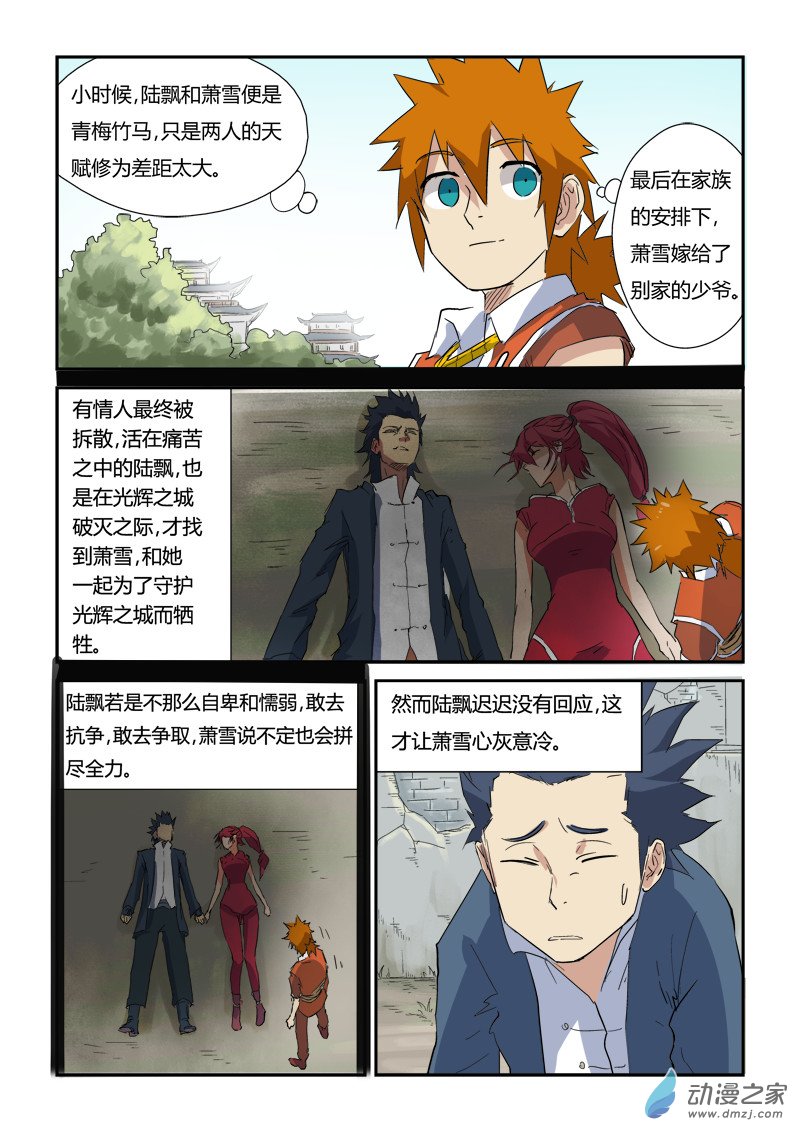 小时候，陆飘和萧雪便是
青梅竹马，只是两人的天
赋修为差距太大。
最后在家族
的安排下，
萧雪嫁给了
别家的少爷。
有情人最终被
拆散，活在痛苦
之中的陆飘，也
是在光辉之城
破灭之际，才找
到萧雪，和她
一起为了守护
光辉之城而牺
牲。
陆飘若是不那么自卑和懦弱，敢去
抗争，敢去争取，萧雪说不定也会拼
尽全力。
然而陆飘迟迟没有回应，这
才让萧雪心灰意冷。
动漫之家
www.dmzj.com